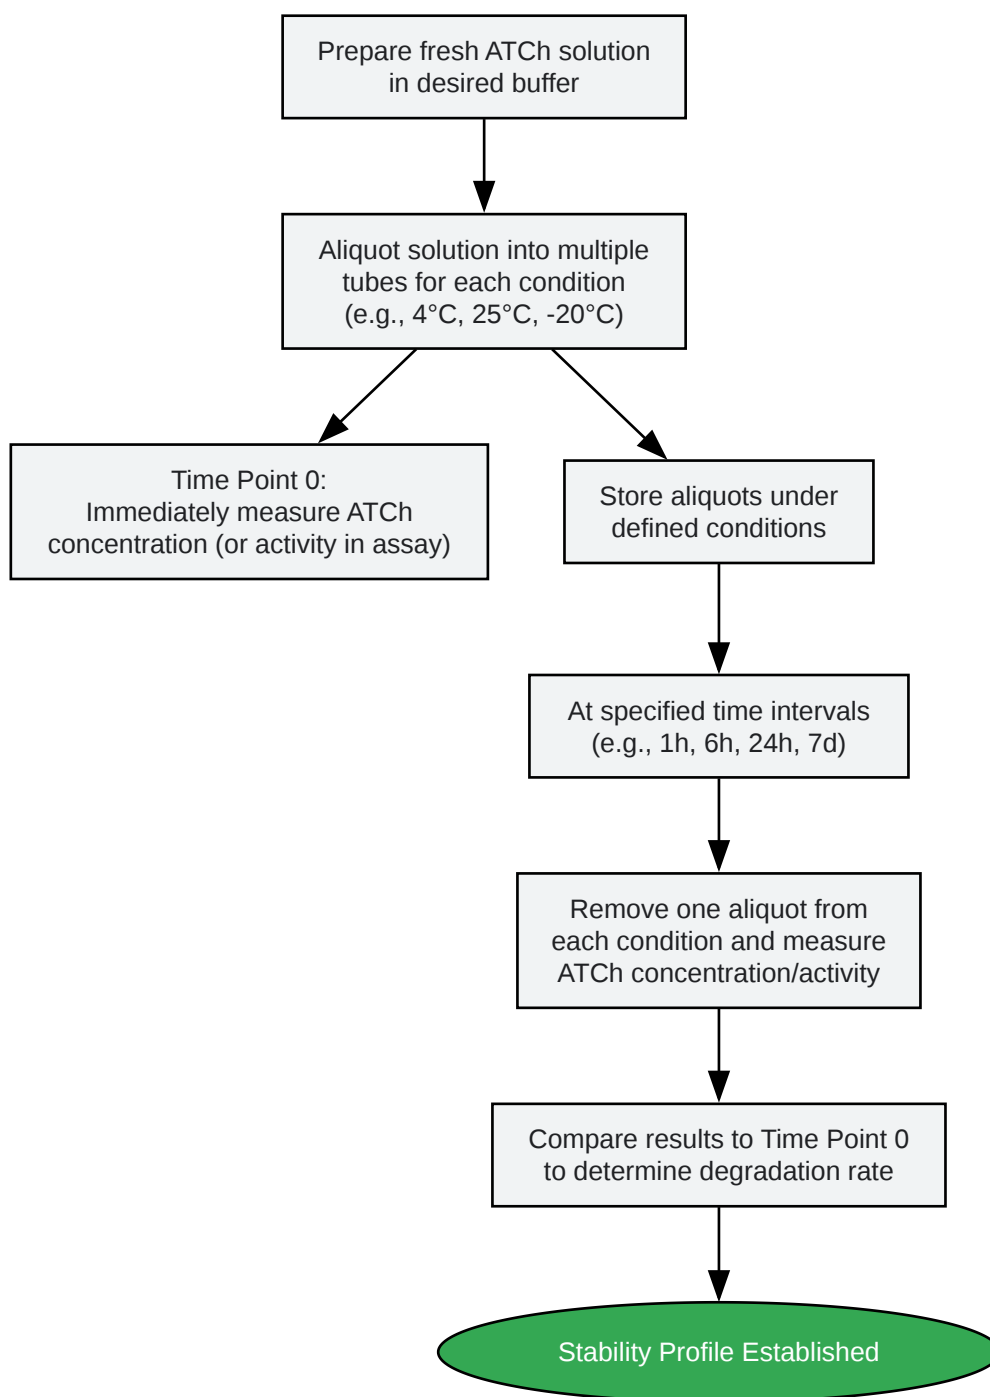 Prepare fresh ATCh solution
in desired buffer
Aliquot solution into multiple
tubes for each condition
(e.g., 4°C, 25°C, -20°C)
Time Point 0:
Immediately measure ATCh
concentration (or activity in assay)
Store aliquots under
defined conditions
At specified time intervals
(e.g., 1h, 6h, 24h, 7d)
Remove one aliquot from
each condition and measure
ATCh concentration/activity
Compare results to Time Point 0
to determine degradation rate
Stability Profile Established